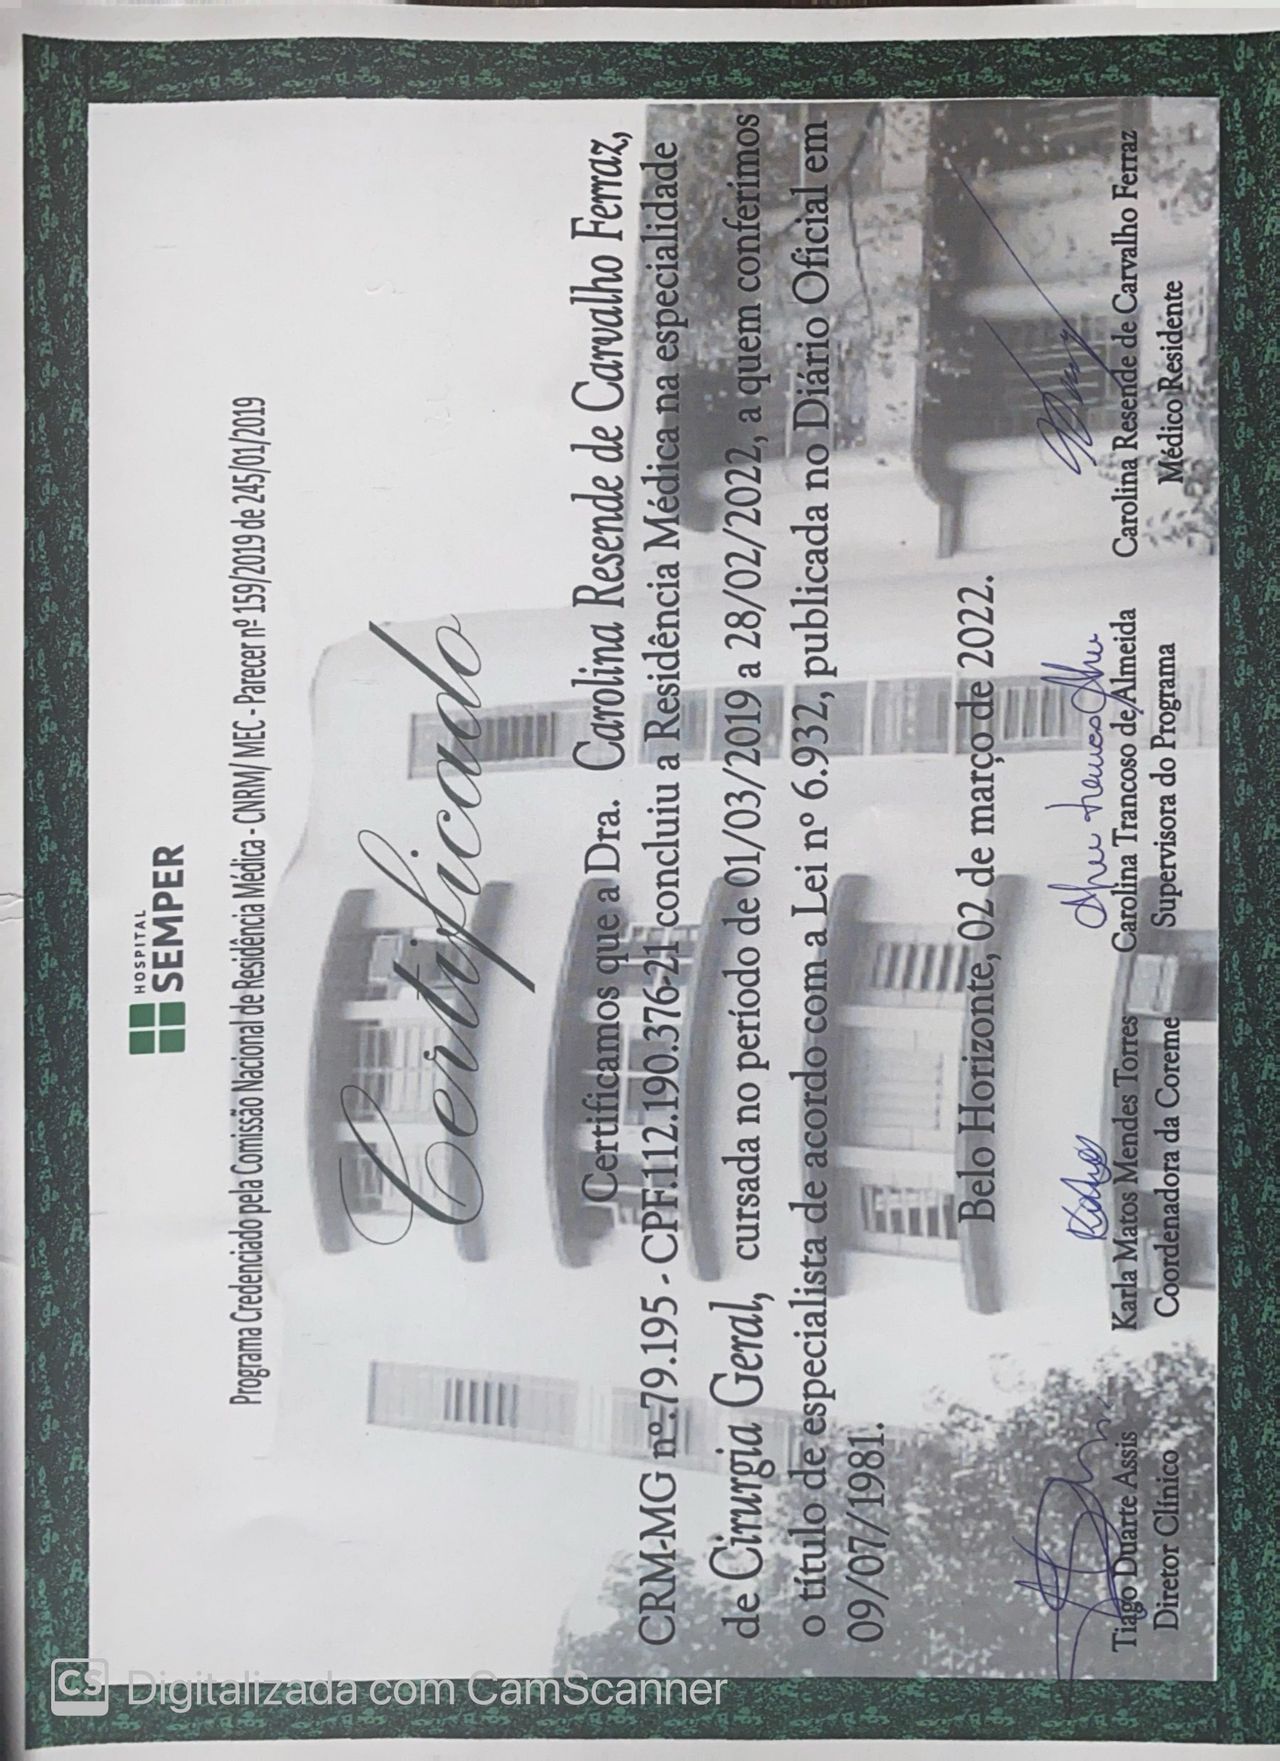 HOSPITAL
SEMPER
Programa Credenciado pela Comissão Nacional de Residência Médica - CNRM/ MEC - Parecer nº 159/2019 de 245/01/2019
Certificado
Certificamos que a Dra. Carolina Resende de Carvalho Ferraz,
CRM-MG nº.79.195 - CPF.112.190.376-21 concluiu a Residência Médica na especialidade
de Cirurgia Geral, cursada no período de 01/03/2019 a 28/02/2022, a quem conferimos
o título de especialista de acordo com a Lei nº 6.932, publicada no Diário Oficial em
09/07/1981.
Belo Horizonte, 02 de março de 2022.
Tiago Duarte Assis
Diretor Clínico
Karla Matos Mendes Torres
Coordenadora da Coreme
Carolina Trancoso de Almeida
Supervisora do Programa
Carolina Resende de Carvalho Ferraz
Médico Residente
CS Digitalizada com CamScanner